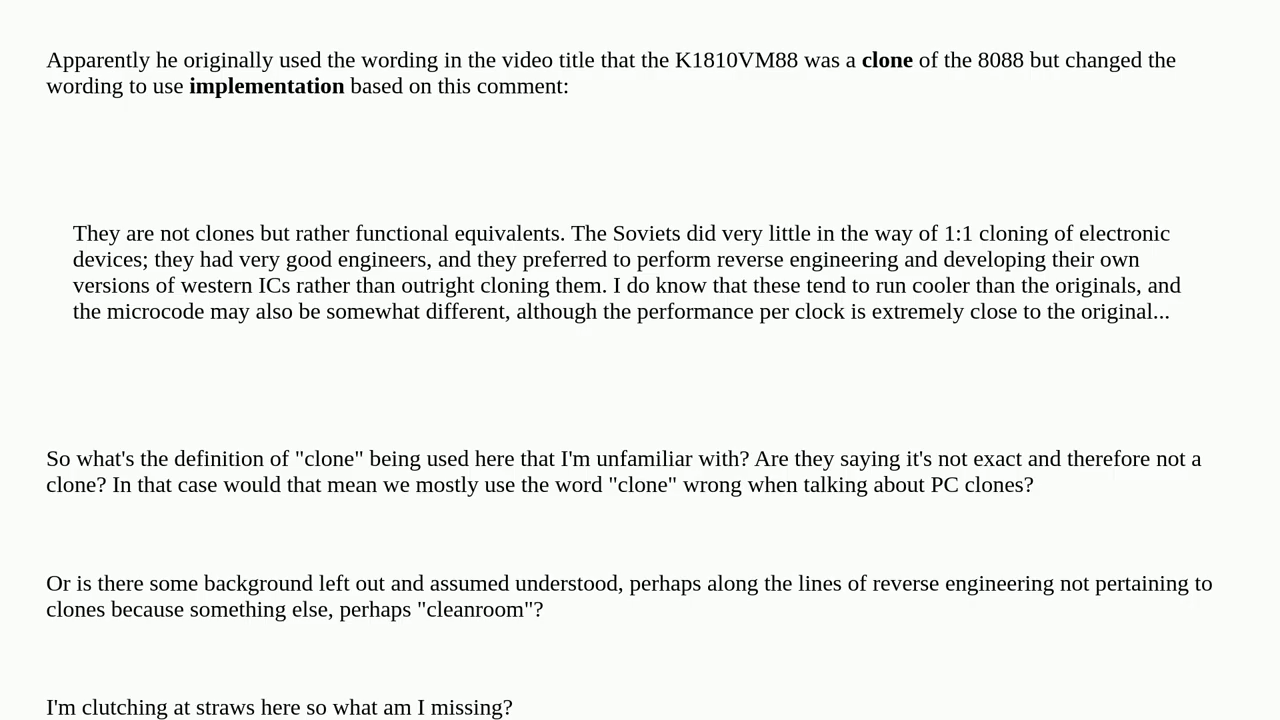 Apparently he originally used the wording in the video title that the K1810VM88 was a clone of the 8088 but changed the
wording to use implementation based on this comment:
They are not clones but rather functional equivalents. The Soviets did very little in the way of 1:1 cloning of electronic
devices; they had very good engineers, and they preferred to perform reverse engineering and developing their own
versions of western ICs rather than outright cloning them. I do know that these tend to run cooler than the originals, and
the microcode may also be somewhat different, although the performance per clock is extremely close to the original...
So what's the definition of "clone" being used here that I'm unfamiliar with? Are they saying it's not exact and therefore not a
clone? In that case would that mean we mostly use the word "clone" wrong when talking about PC clones?
Or is there some background left out and assumed understood, perhaps along the lines of reverse engineering not pertaining to
clones because something else, perhaps "cleanroom"?
I'm clutching at straws here so what am I missing?